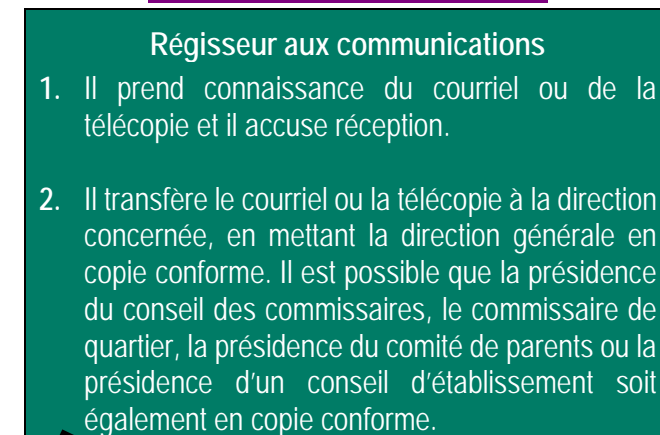 Régisseur aux communications
1. Il prend connaissance du courriel ou de la
télécopie et il accuse réception.
2. Il transfère le courriel ou la télécopie à la direction
concernée, en mettant la direction générale en
copie conforme. Il est possible que la présidence
du conseil des commissaires, le commissaire de
quartier, la présidence du comité de parents ou la
présidence d'un conseil d'établissement soit
également en copie conforme.